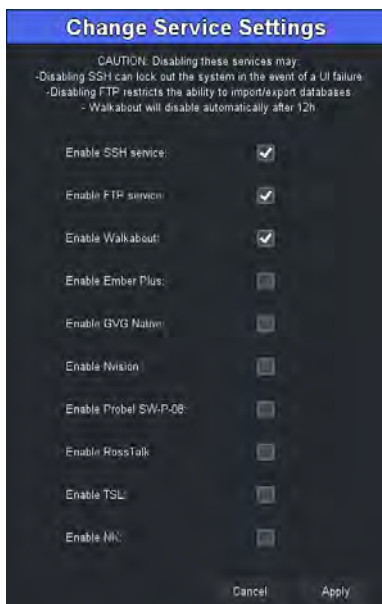 Change Service Settings
CAUTION: Disabling these services may:
-Disabling SSH can lock out the system in the event of a UI failure
-Disabling FTP restricts the ability to import/export databases
- Walkabout will disable automatically after 12h.
Enable SSH service:
Enable FTP service:
Enable Walkabout:
Enable Ember Plus:
Enable GVG Native:
Enable Nvision:
Enable Probel SW-P-08:
Enable RossTalk
Enable TSL:
Enable NK:
Cancel Apply